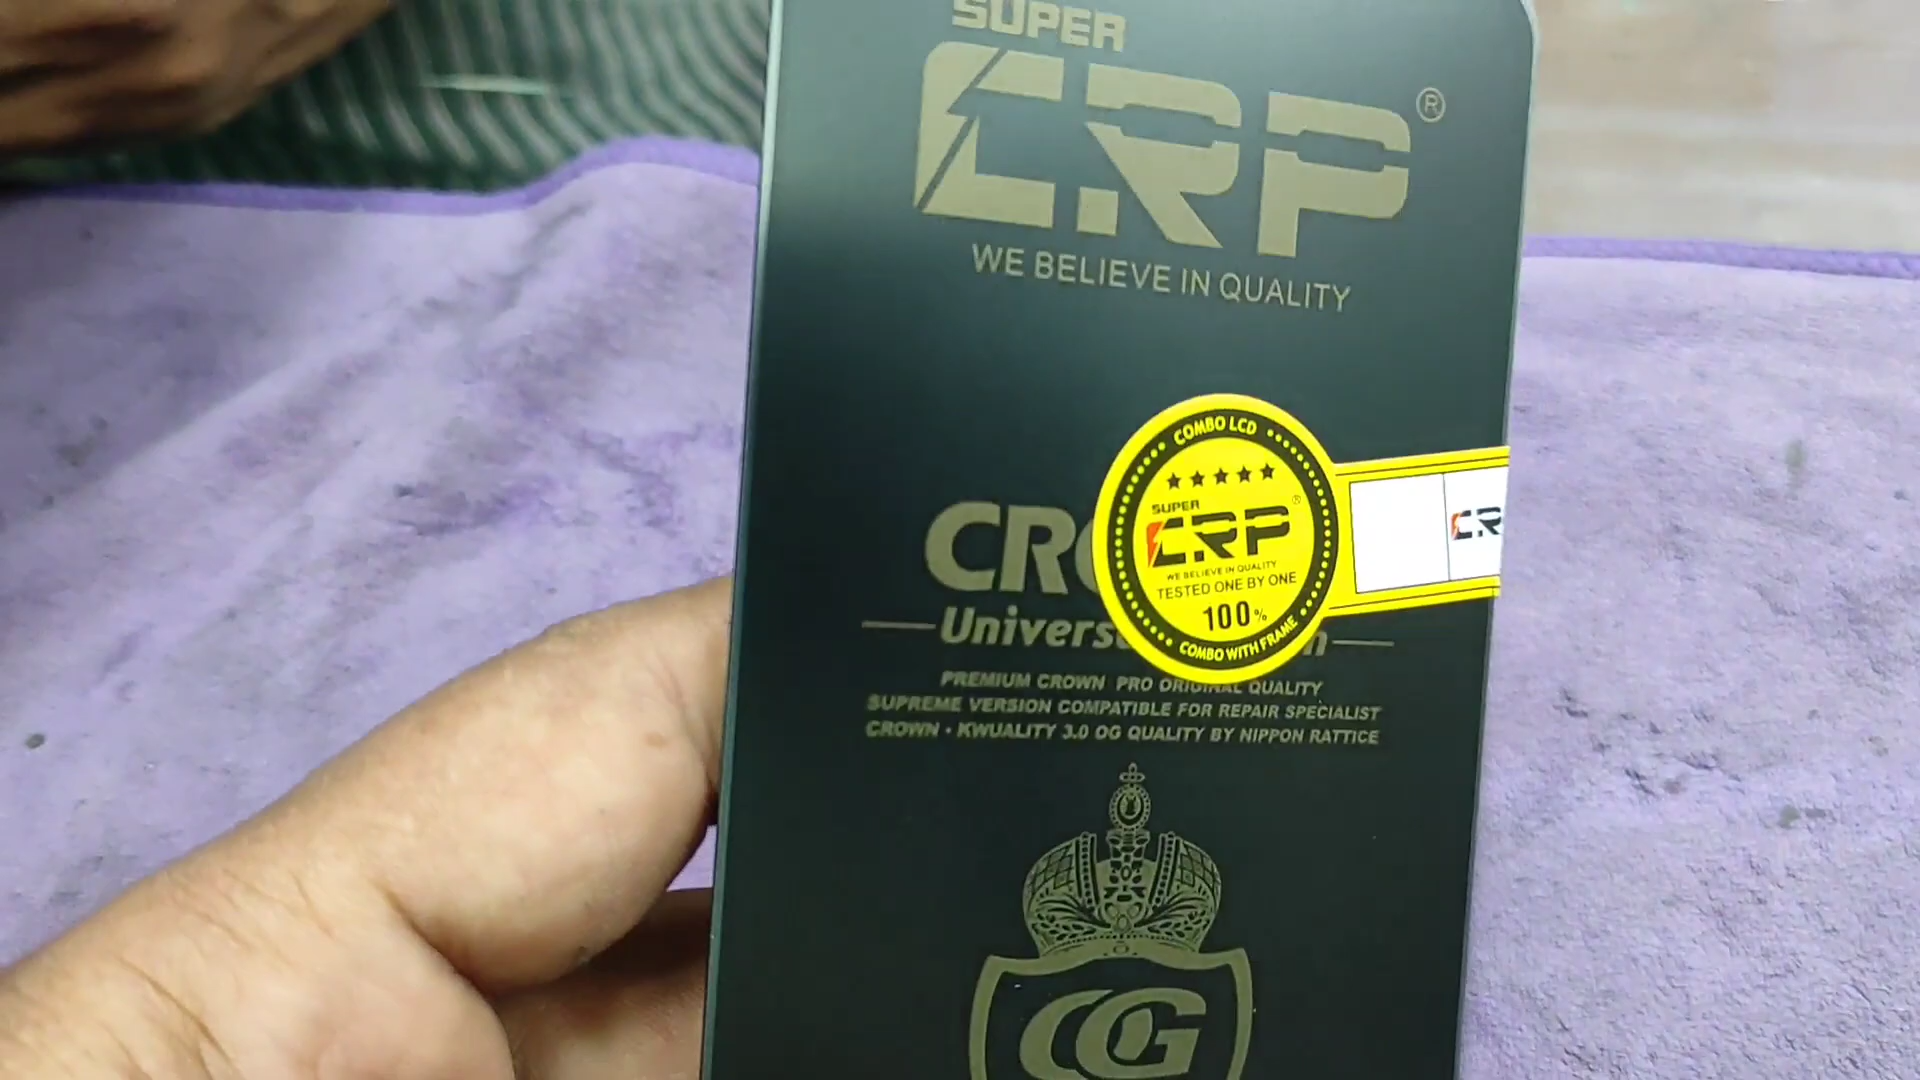 SUPER
CRP®
WE BELIEVE IN QUALITY
COMBO LCD
SUPER
CRP®
WE BELIEVE IN QUALITY
TESTED ONE BY ONE
100%
COMBO WITH FRAME
PREMIUM CROWN PRO ORIGINAL QUALITY
SUPREME VERSION COMPATIBLE FOR REPAIR SPECIALIST
CROWN • KWUALITY 3.0 OG QUALITY BY NIPPON RATTICE
OG